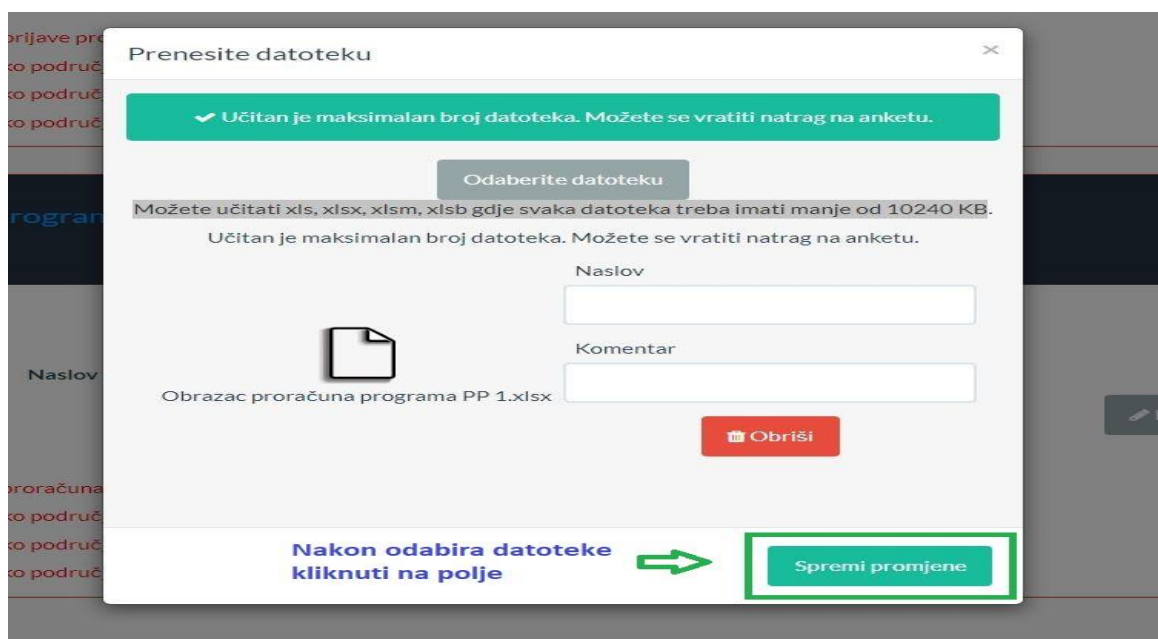 Prenesite datoteku
×
✔ Učitan je maksimalan broj datoteka. Možete se vratiti natrag na anketu.
Odaberite datoteku
Možete učitati xls, xlsx, xlsm, xlsb gdje svaka datoteka treba imati manje od 10240 KB.
Učitan je maksimalan broj datoteka. Možete se vratiti natrag na anketu.
Naslov
Komentar
Naslov
Obrazac proračuna programa PP 1.xlsx
Obriši
proračuna
Nakon odabira datoteke
kliknuti na polje
Spremi promjene